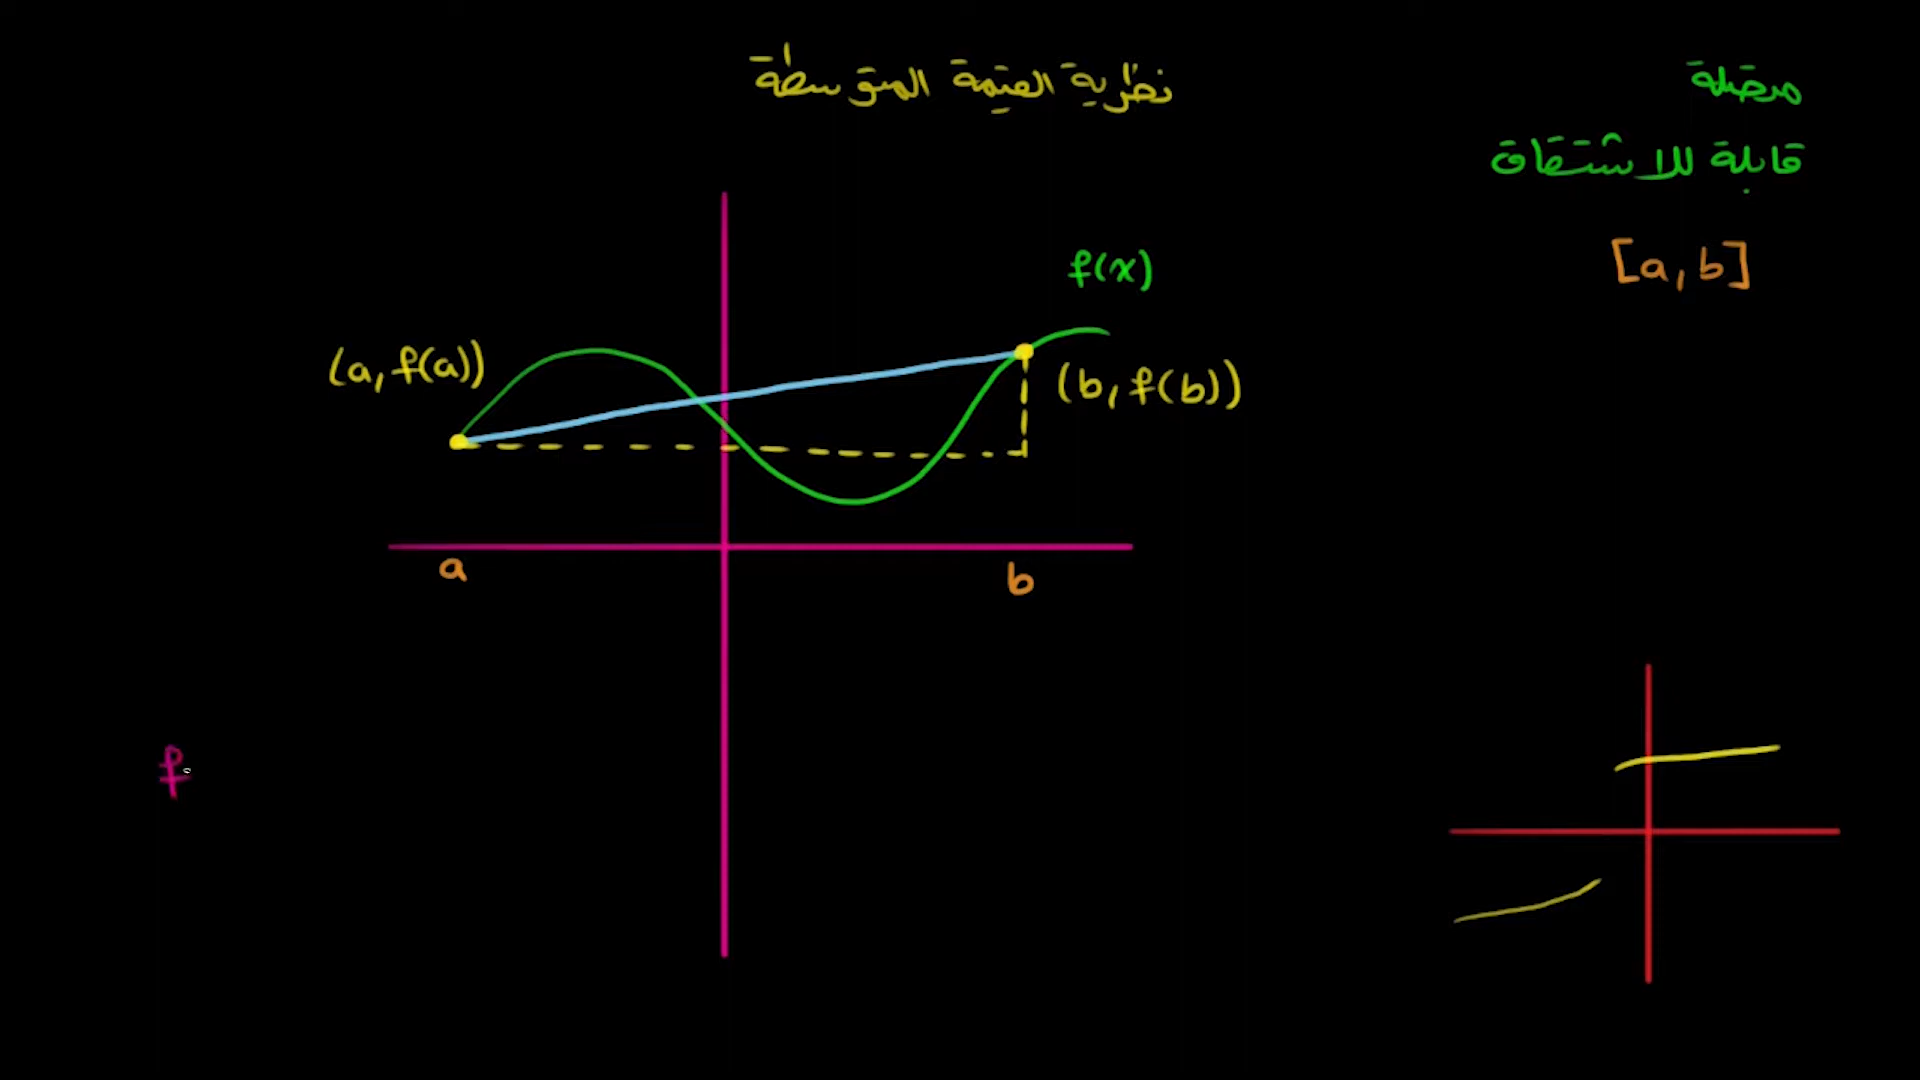 نظرية القيمة المتوسطة
متصلة
قابلة للاشتقاق
[a, b]
f(x)
(a, f(a))
(b, f(b))
a
b
f